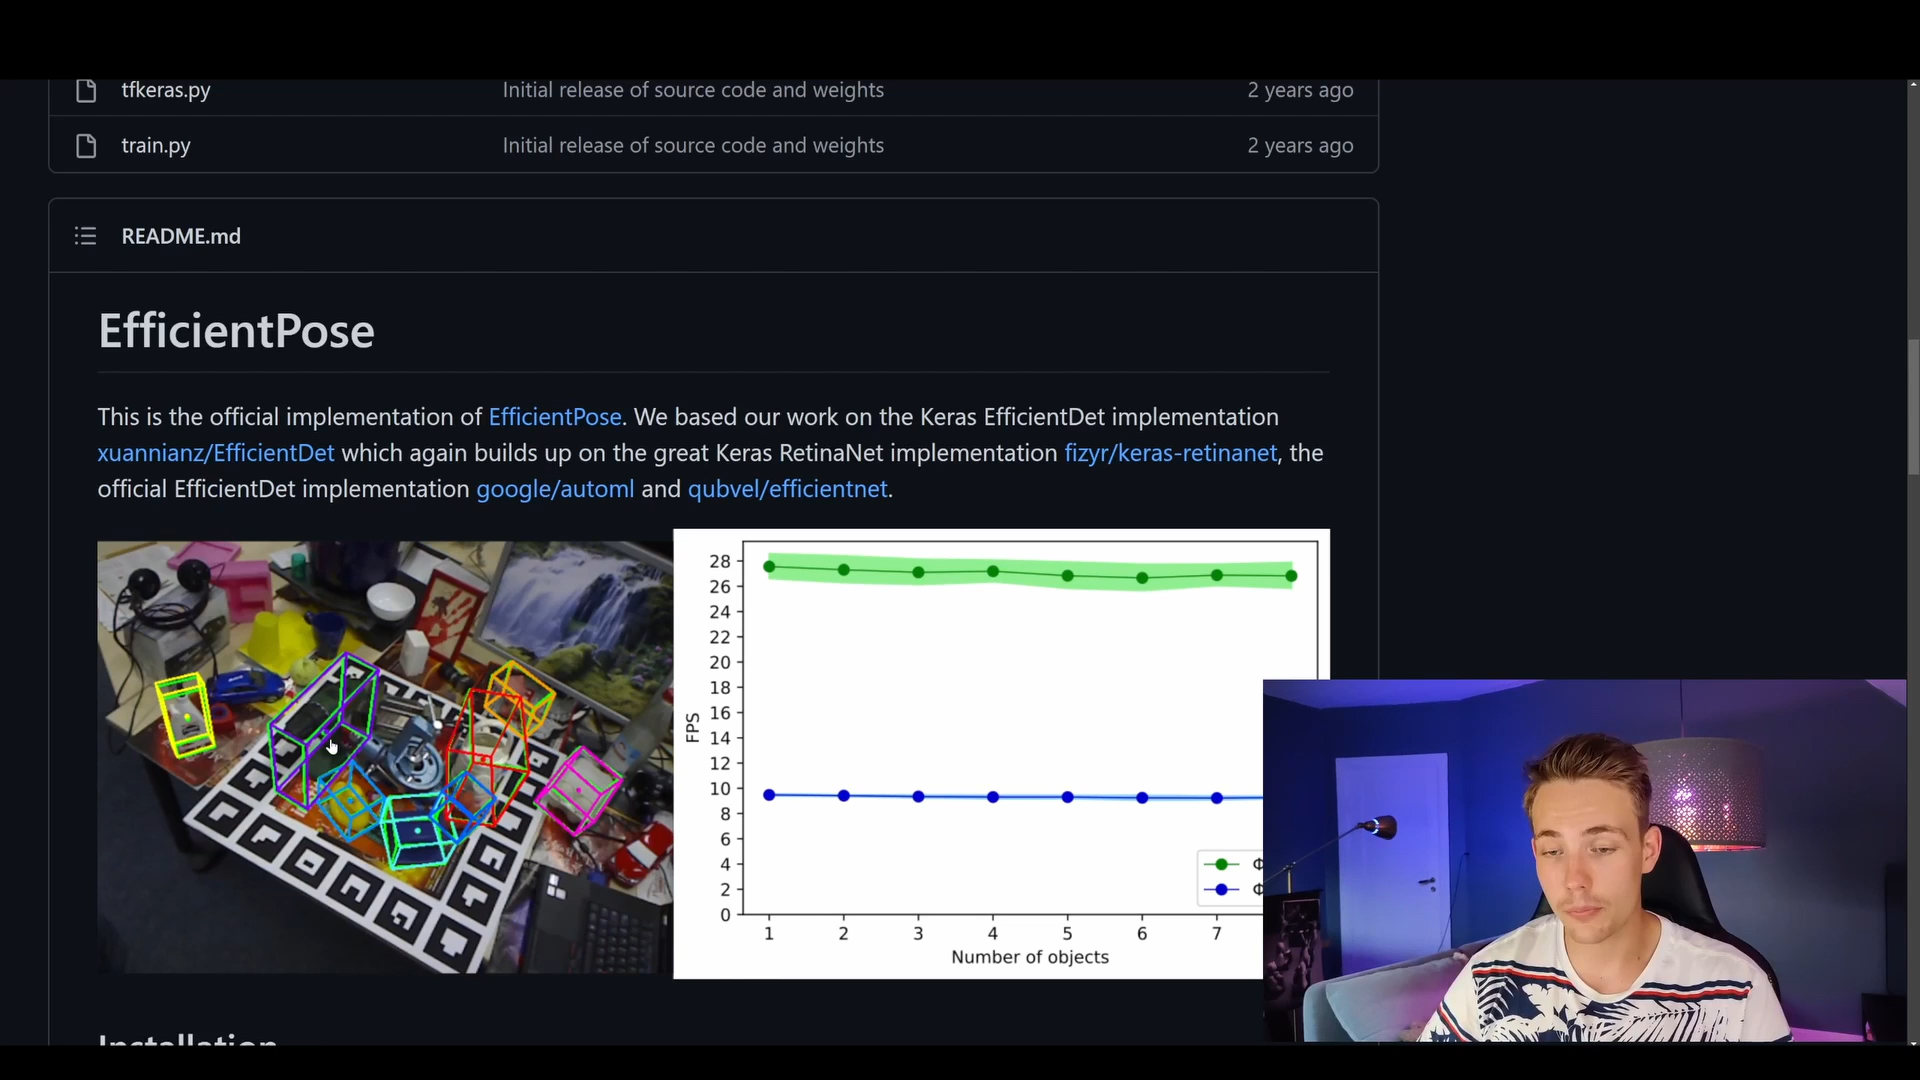 tfkeras.py Initial release of source code and weights 2 years ago
train.py Initial release of source code and weights 2 years ago
README.md
EfficientPose
This is the official implementation of EfficientPose. We based our work on the Keras EfficientDet implementation
xuannianz/EfficientDet which again builds up on the great Keras RetinaNet implementation fizyr/keras-retinanet, the
official EfficientDet implementation google/automl and qubvel/efficientnet.
28
26
24
22
20
18
16
14
12
10
8
6
4
2
0
FPS
1 2 3 4 5 6 7
Number of objects
Installation